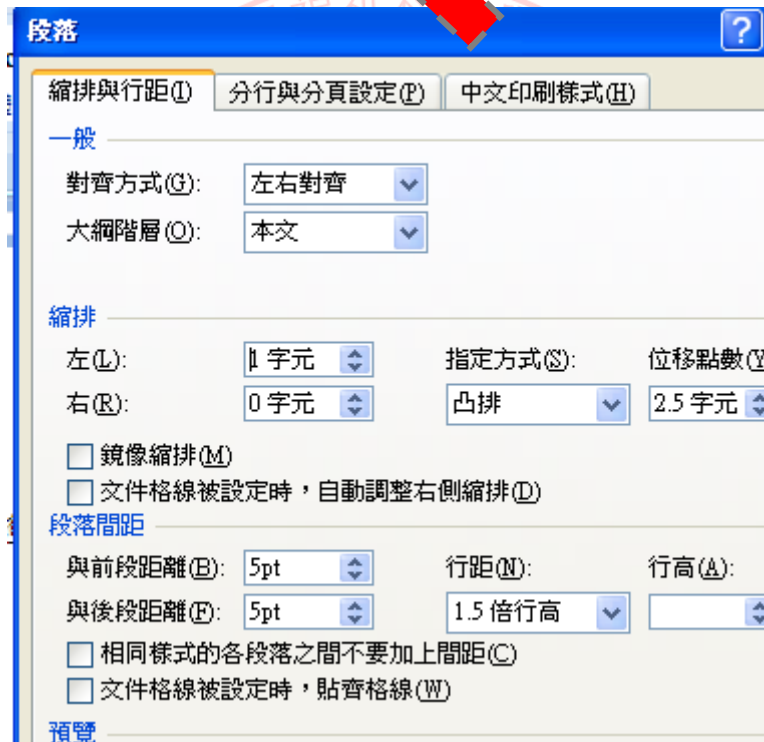 段落 ?
縮排與行距(I) 分行與分頁設定(P) 中文印刷樣式(H)
一般
對齊方式(G): 左右對齊
大綱階層(O): 本文
縮排
左(L): 1 字元 指定方式(S): 位移點數(Y
右(R): 0 字元 凸排 2.5 字元
鏡像縮排(M)
文件格線被設定時，自動調整右側縮排(D)
段落間距
與前段距離(B): 5pt 行距(N): 行高(A):
與後段距離(F): 5pt 1.5 倍行高
相同樣式的各段落之間不要加上間距(C)
文件格線被設定時，貼齊格線(W)
預覽